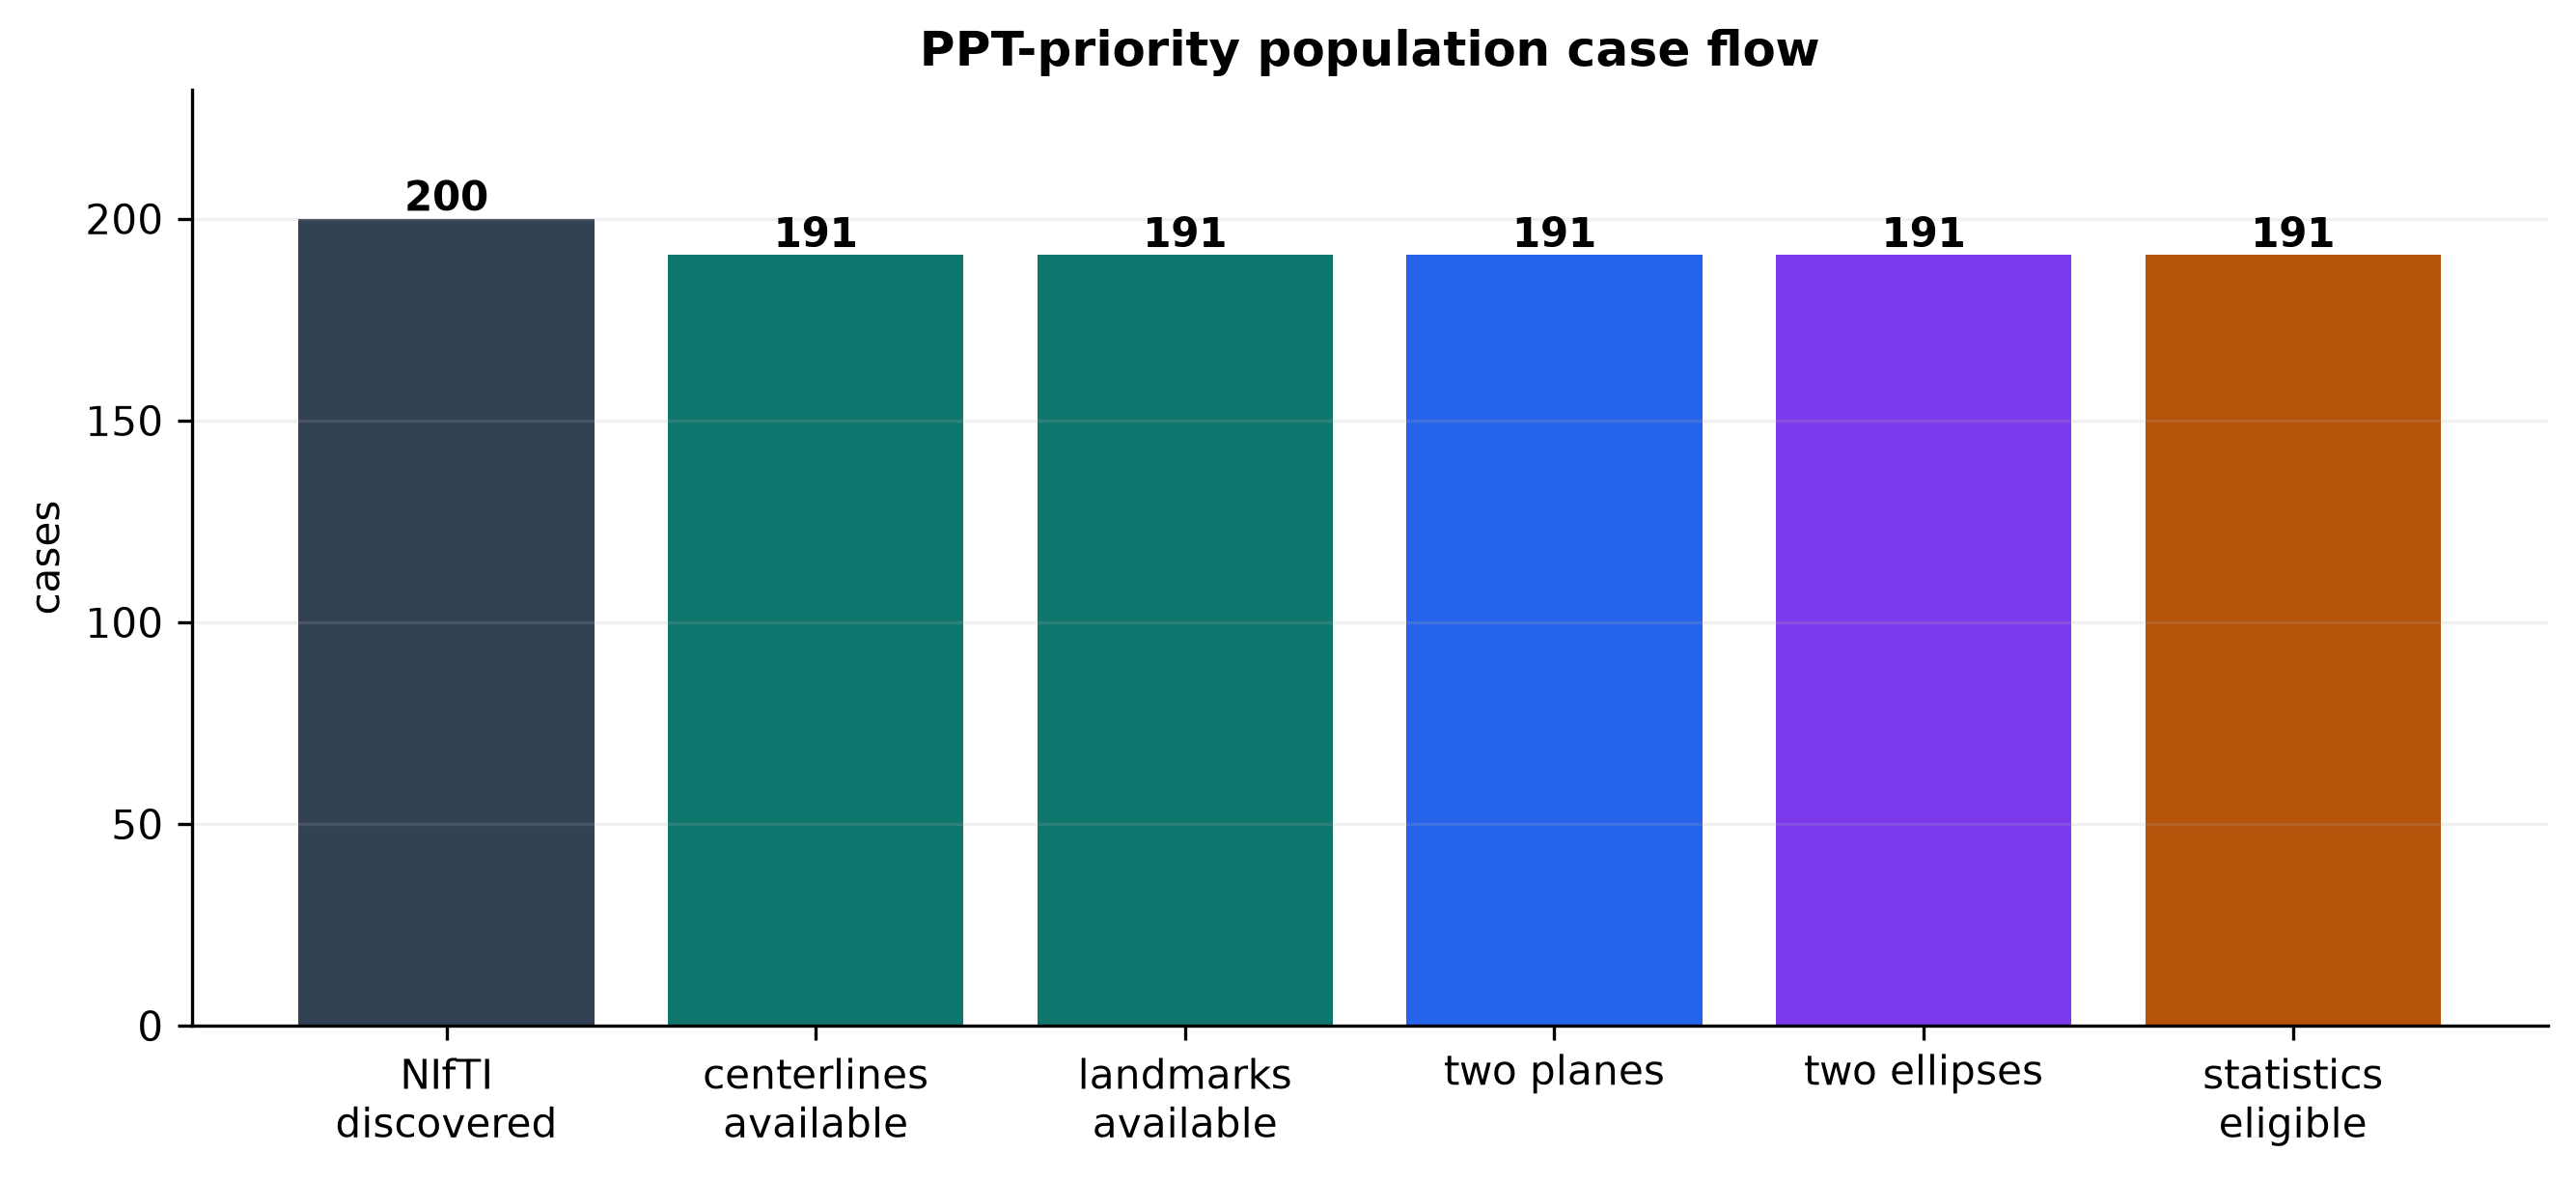 PPT-priority population case flow
cases
200
150
100
50
0
200
191
191
191
191
191
NIfTI
discovered
centerlines
available
landmarks
available
two planes
two ellipses
statistics
eligible